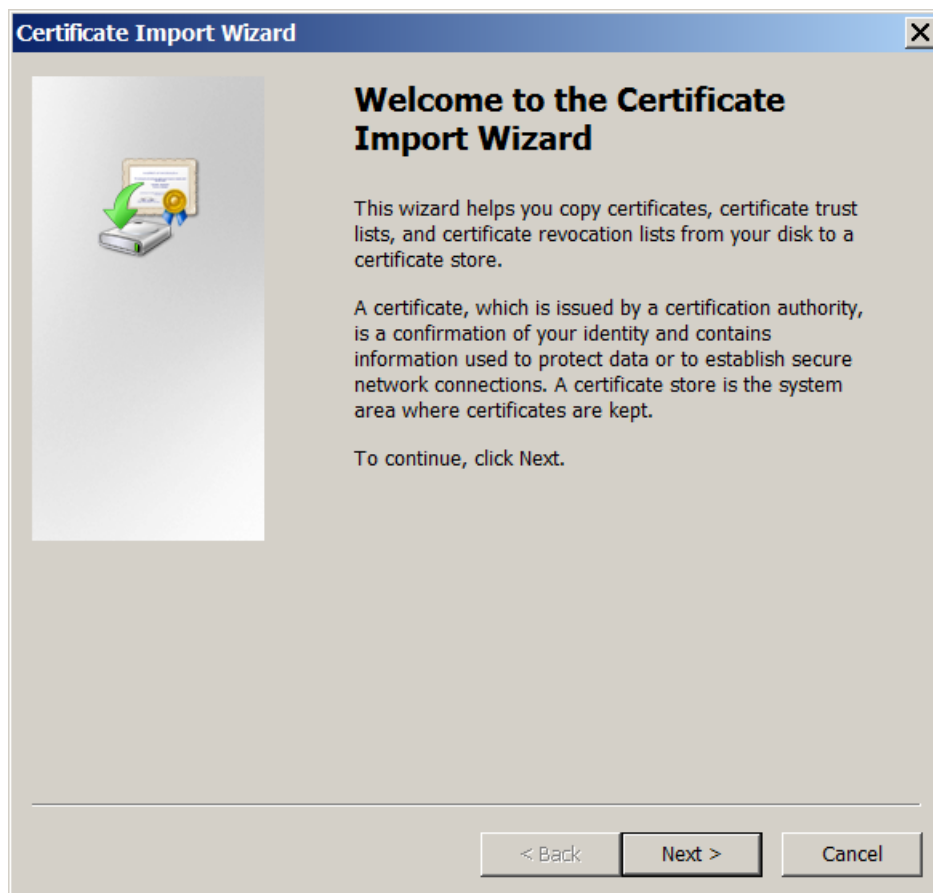 Certificate Import Wizard
Welcome to the Certificate
Import Wizard
This wizard helps you copy certificates, certificate trust
lists, and certificate revocation lists from your disk to a
certificate store.
A certificate, which is issued by a certification authority,
is a confirmation of your identity and contains
information used to protect data or to establish secure
network connections. A certificate store is the system
area where certificates are kept.
To continue, click Next.
< Back
Next >
Cancel